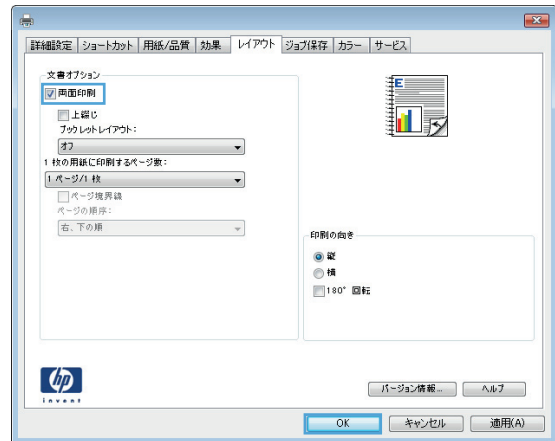 詳細設定 ショートカット 用紙/品質 効果 レイアウト ジョブ保存 カラー サービス
文書オプション
両面印刷
上綴じ
ブックレットレイアウト:
オフ
1 枚の用紙に印刷するページ数:
1 ページ/1 枚
ページ境界線
ページの順序:
右、下の順
E
印刷の向き
縦
横
180° 回転
hp
invent
バージョン情報... ヘルプ
OK キャンセル 適用(A)